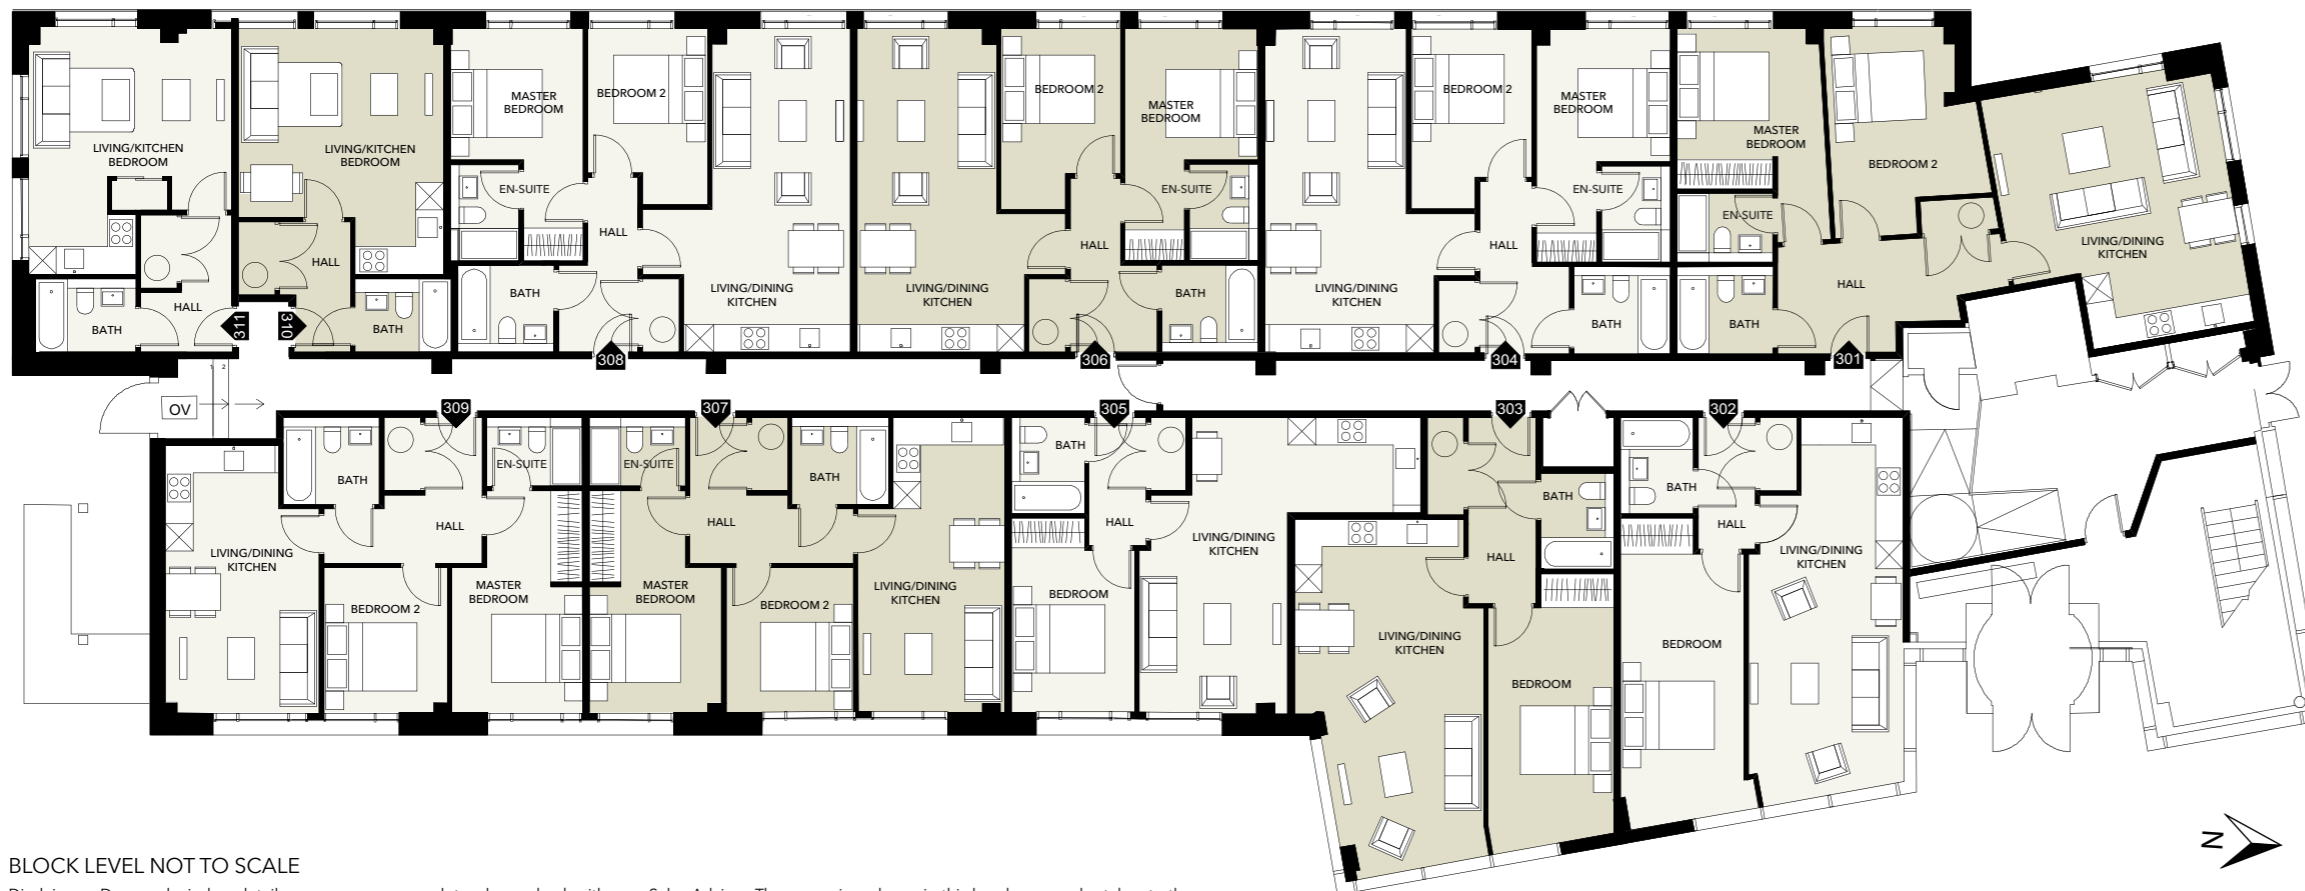 LIVING/KITCHEN
BEDROOM
BATH
HALL
311
LIVING/KITCHEN
BEDROOM
HALL
BATH
310
MASTER
BEDROOM
BEDROOM 2
EN-SUITE
HALL
BATH
LIVING/DINING
KITCHEN
308
BEDROOM 2
MASTER
BEDROOM
EN-SUITE
HALL
LIVING/DINING
KITCHEN
BATH
306
BEDROOM 2
MASTER
BEDROOM
EN-SUITE
HALL
LIVING/DINING
KITCHEN
BATH
304
MASTER
BEDROOM
BEDROOM 2
EN-SUITE
HALL
BATH
LIVING/DINING
KITCHEN
301
1 2
OV
309
BATH
EN-SUITE
HALL
LIVING/DINING
KITCHEN
BEDROOM 2
MASTER
BEDROOM
307
EN-SUITE
BATH
HALL
MASTER
BEDROOM
BEDROOM 2
LIVING/DINING
KITCHEN
305
BATH
HALL
BEDROOM
LIVING/DINING
KITCHEN
303
BATH
HALL
LIVING/DINING
KITCHEN
BEDROOM
302
BATH
HALL
LIVING/DINING
KITCHEN
BEDROOM
N
BLOCK LEVEL NOT TO SCALE